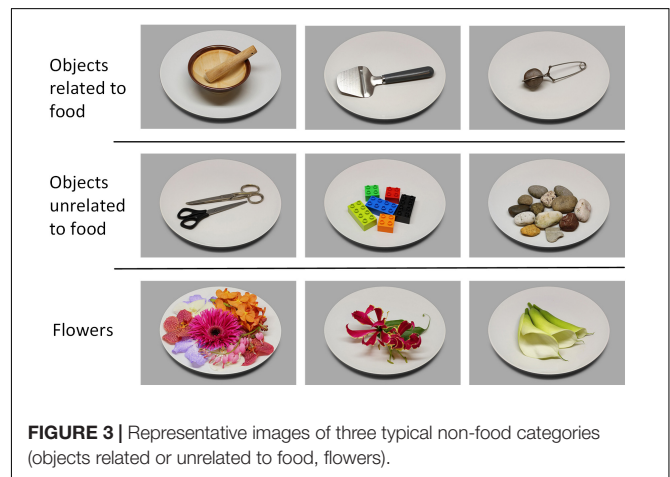 Objects
related to
food
Objects
unrelated
to food
Flowers
FIGURE 3 | Representative images of three typical non-food categories
(objects related or unrelated to food, flowers).